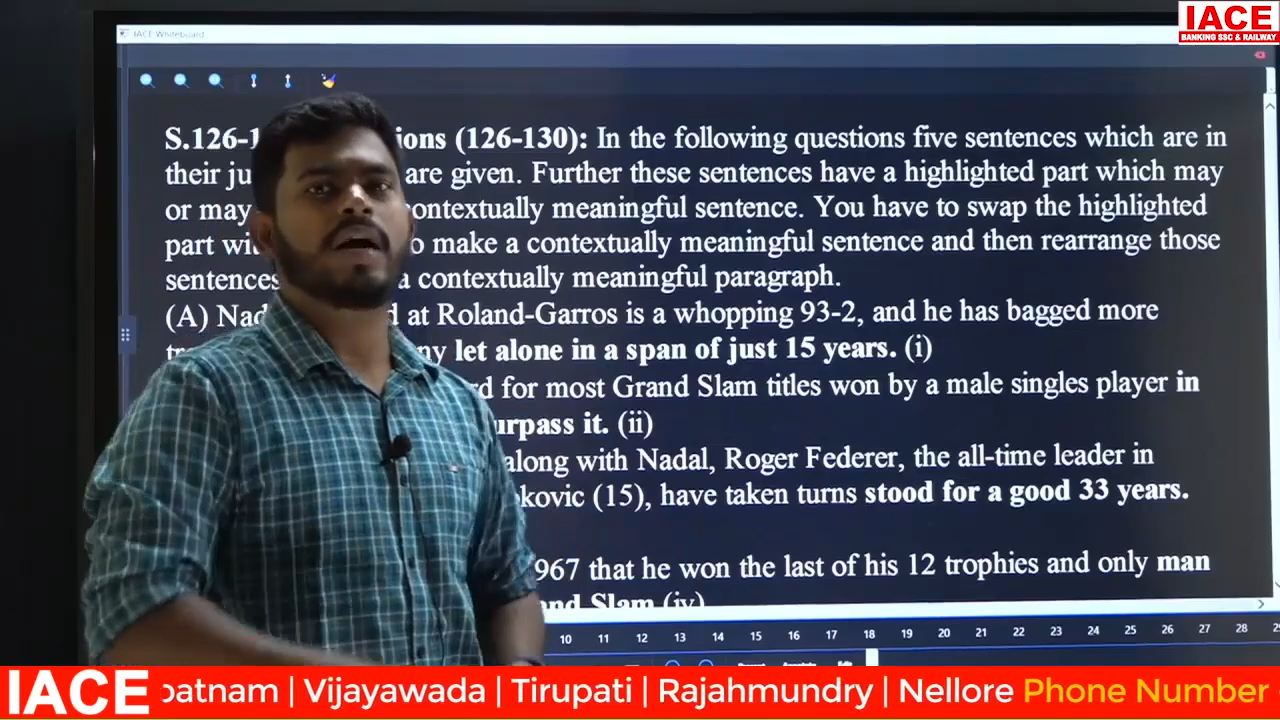 IACE
BANKING SSC & RAILWAY
IACE Whiteboard
S.126-1 ions (126-130): In the following questions five sentences which are in
their ju are given. Further these sentences have a highlighted part which may
or may contextually meaningful sentence. You have to swap the highlighted
part wi o make a contextually meaningful sentence and then rearrange those
sentences a contextually meaningful paragraph.
(A) Nad d at Roland-Garros is a whopping 93-2, and he has bagged more
ny let alone in a span of just 15 years. (i)
rd for most Grand Slam titles won by a male singles player in
urpass it. (ii)
along with Nadal, Roger Federer, the all-time leader in
okovic (15), have taken turns stood for a good 33 years.
967 that he won the last of his 12 trophies and only man
and Slam (iv)
10 11 12 13 14 15 16 17 18 19 20 21 22 23 24 25 26 27 28
IACE patnam | Vijayawada | Tirupati | Rajahmundry | Nellore Phone Number